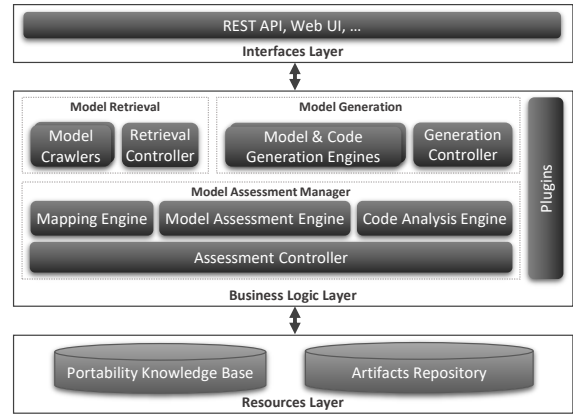 REST API, Web UI, ...
Interfaces Layer
Model Retrieval
Model Generation
Model
Crawlers
Retrieval
Controller
Model & Code
Generation Engines
Generation
Controller
Plugins
Model Assessment Manager
Mapping Engine
Model Assessment Engine
Code Analysis Engine
Assessment Controller
Business Logic Layer
Portability Knowledge Base
Artifacts Repository
Resources Layer